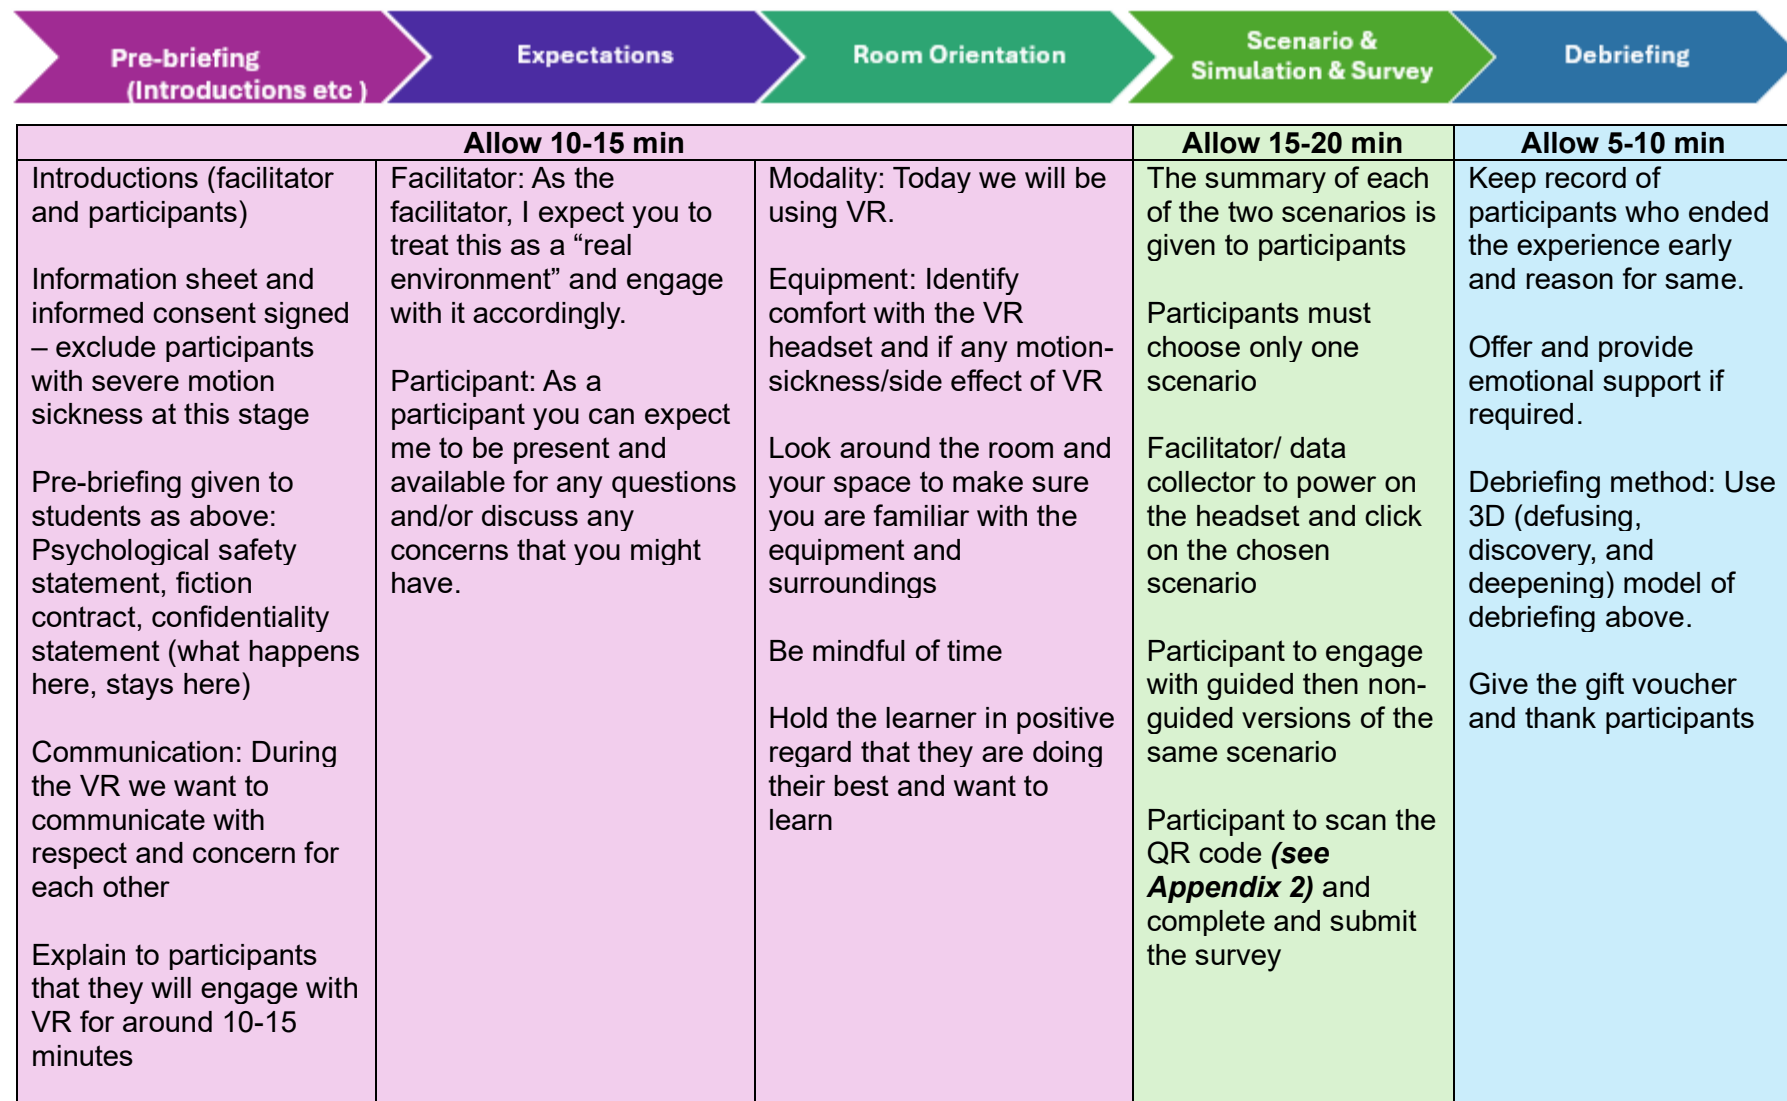 Pre-briefing
(Introductions etc )
Expectations
Room Orientation
Scenario &
Simulation & Survey
Debriefing
Allow 10-15 min
Allow 15-20 min
Allow 5-10 min
Introductions (facilitator
and participants)
Information sheet and
informed consent signed
– exclude participants
with severe motion
sickness at this stage
Pre-briefing given to
students as above:
Psychological safety
statement, fiction
contract, confidentiality
statement (what happens
here, stays here)
Communication: During
the VR we want to
communicate with
respect and concern for
each other
Explain to participants
that they will engage with
VR for around 10-15
minutes
Facilitator: As the
facilitator, I expect you to
treat this as a “real
environment” and engage
with it accordingly.
Participant: As a
participant you can expect
me to be present and
available for any questions
and/or discuss any
concerns that you might
have.
Modality: Today we will be
using VR.
Equipment: Identify
comfort with the VR
headset and if any motion-
sickness/side effect of VR
Look around the room and
your space to make sure
you are familiar with the
equipment and
surroundings
Be mindful of time
Hold the learner in positive
regard that they are doing
their best and want to
learn
The summary of each
of the two scenarios is
given to participants
Participants must
choose only one
scenario
Facilitator/ data
collector to power on
the headset and click
on the chosen
scenario
Participant to engage
with guided then non-
guided versions of the
same scenario
Participant to scan the
QR code (see
Appendix 2) and
complete and submit
the survey
Keep record of
participants who ended
the experience early
and reason for same.
Offer and provide
emotional support if
required.
Debriefing method: Use
3D (defusing,
discovery, and
deepening) model of
debriefing above.
Give the gift voucher
and thank participants